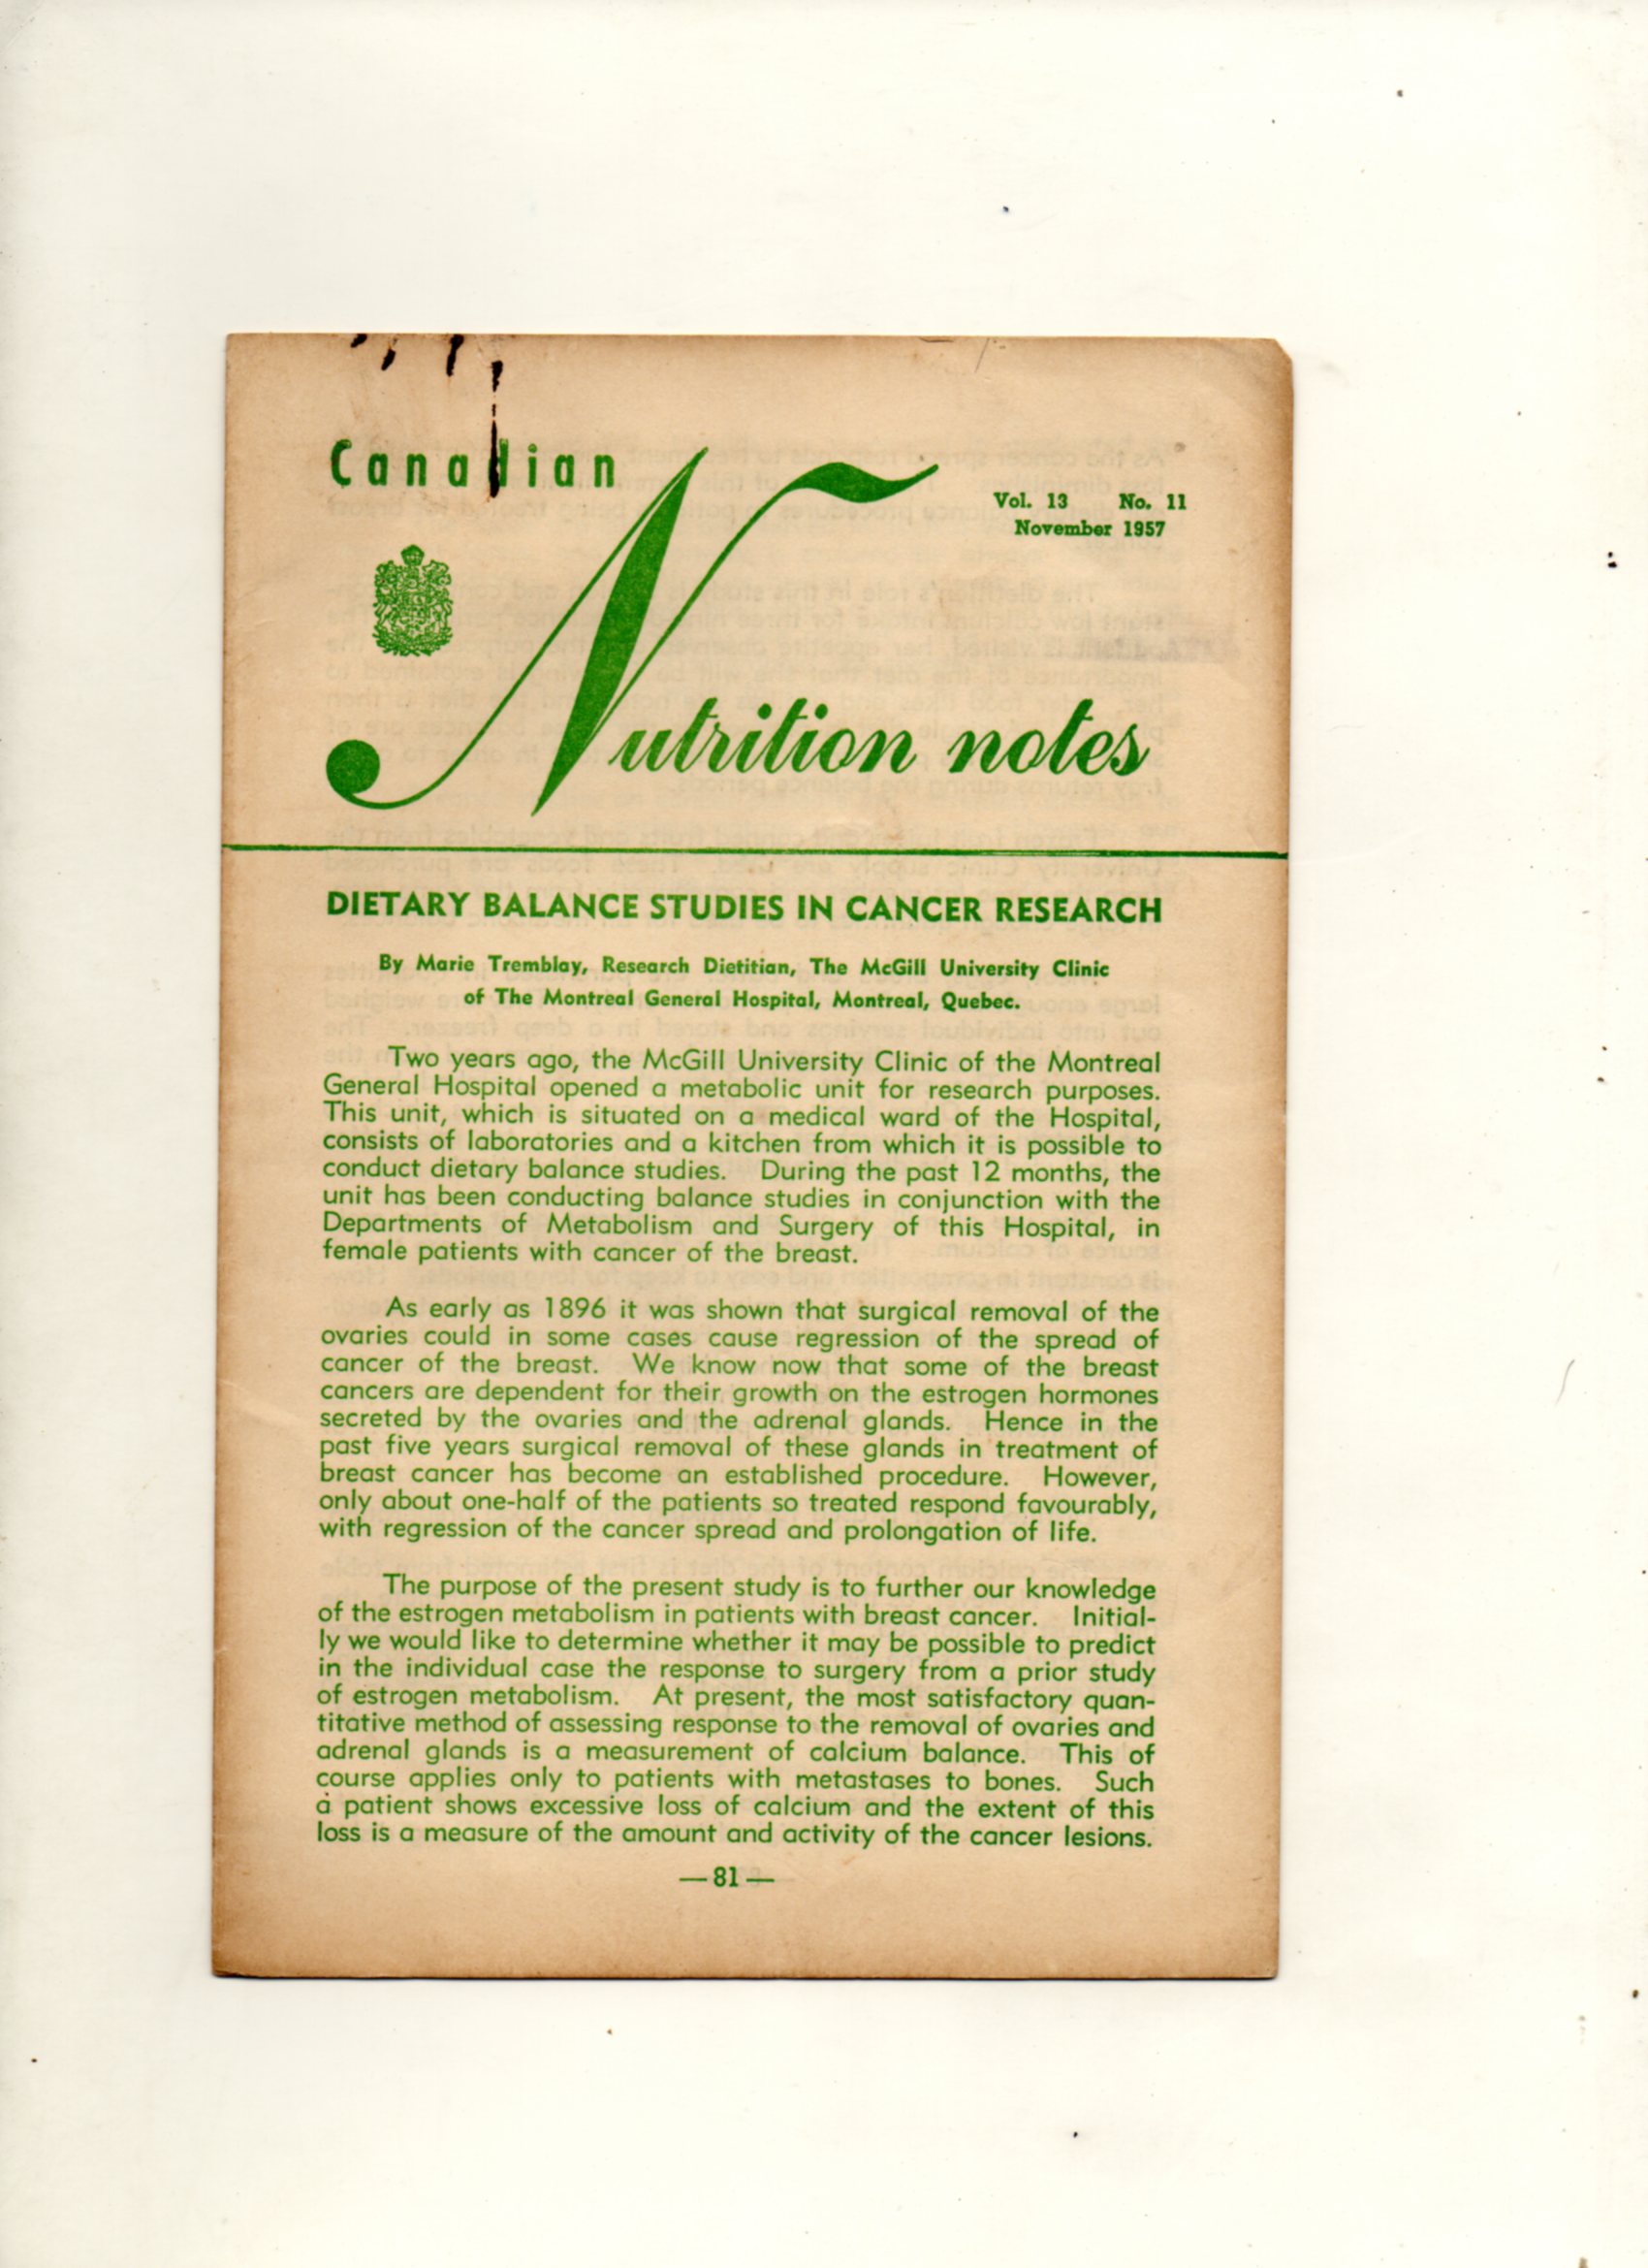 Canadian
Nutrition notes
Vol. 13 No. 11
November 1957
DIETARY BALANCE STUDIES IN CANCER RESEARCH
By Marie Tremblay, Research Dietitian, The McGill University Clinic
of The Montreal General Hospital, Montreal, Quebec.
Two years ago, the McGill University Clinic of the Montreal
General Hospital opened a metabolic unit for research purposes.
This unit, which is situated on a medical ward of the Hospital,
consists of laboratories and a kitchen from which it is possible to
conduct dietary balance studies. During the past 12 months, the
unit has been conducting balance studies in conjunction with the
Departments of Metabolism and Surgery of this Hospital, in
female patients with cancer of the breast.
As early as 1896 it was shown that surgical removal of the
ovaries could in some cases cause regression of the spread of
cancer of the breast. We know now that some of the breast
cancers are dependent for their growth on the estrogen hormones
secreted by the ovaries and the adrenal glands. Hence in the
past five years surgical removal of these glands in treatment of
breast cancer has become an established procedure. However,
only about one-half of the patients so treated respond favourably,
with regression of the cancer spread and prolongation of life.
The purpose of the present study is to further our knowledge
of the estrogen metabolism in patients with breast cancer. Initial-
ly we would like to determine whether it may be possible to predict
in the individual case the response to surgery from a prior study
of estrogen metabolism. At present, the most satisfactory quan-
titative method of assessing response to the removal of ovaries and
adrenal glands is a measurement of calcium balance. This of
course applies only to patients with metastases to bones. Such
a patient shows excessive loss of calcium and the extent of this
loss is a measure of the amount and activity of the cancer lesions.
— 81 —